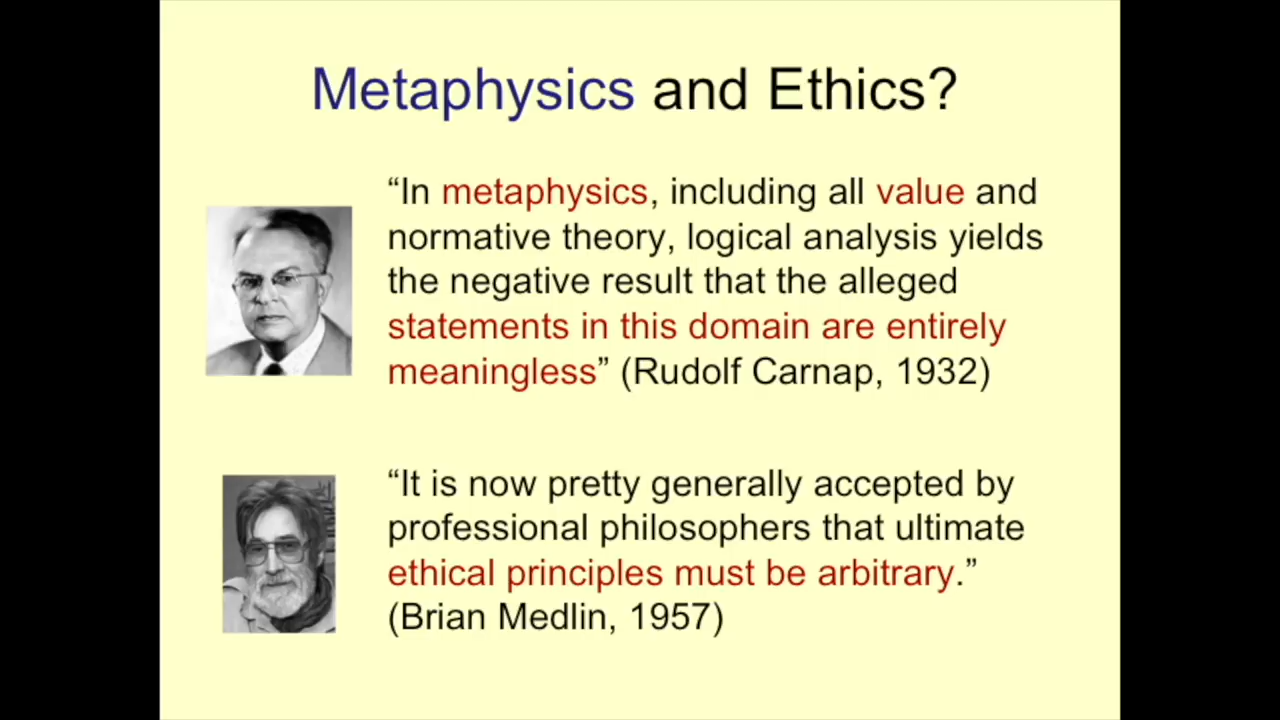 Metaphysics and Ethics?
“In metaphysics, including all value and
normative theory, logical analysis yields
the negative result that the alleged
statements in this domain are entirely
meaningless” (Rudolf Carnap, 1932)
“It is now pretty generally accepted by
professional philosophers that ultimate
ethical principles must be arbitrary.”
(Brian Medlin, 1957)